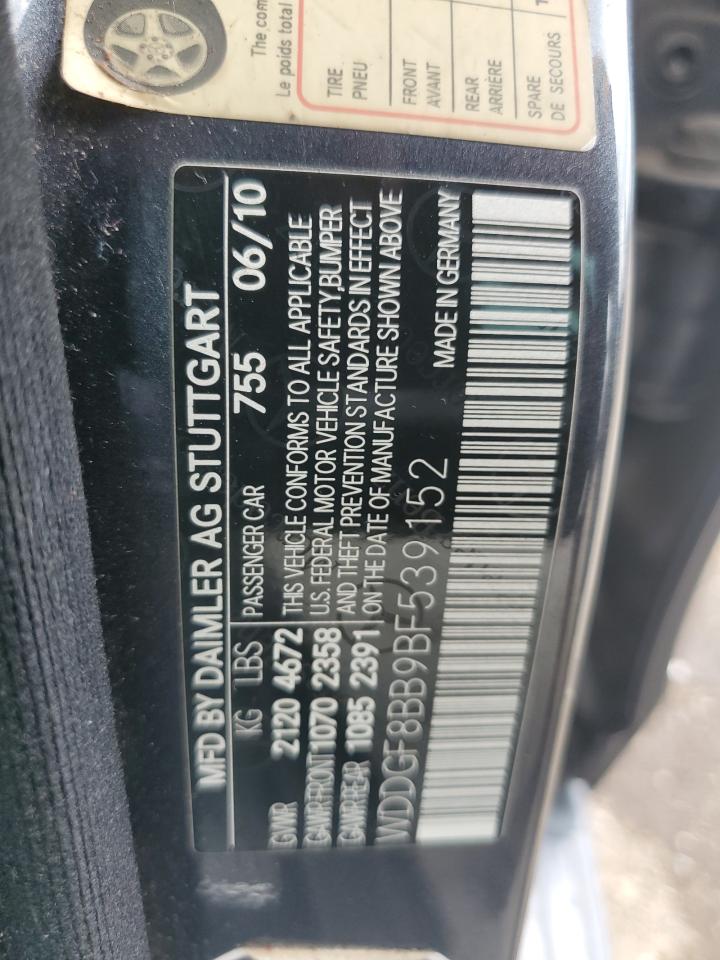 The com
Le poids total
TIRE
PNEU
FRONT
AVANT
REAR
ARRIÈRE
SPARE
DE SECOURS
MFD BY DAIMLER AG STUTTGART
KG LBS PASSENGER CAR 755 06/10
GWR 2120 4672 THIS VEHICLE CONFORMS TO ALL APPLICABLE
GWR FRONT 1070 2358 U.S. FEDERAL MOTOR VEHICLE SAFETY,BUMPER
GWR REAR 1085 2391 AND THEFT PREVENTION STANDARDS IN EFFECT
ON THE DATE OF MANUFACTURE SHOWN ABOVE
MADE IN GERMANY
WDDGF8BB9BF539152